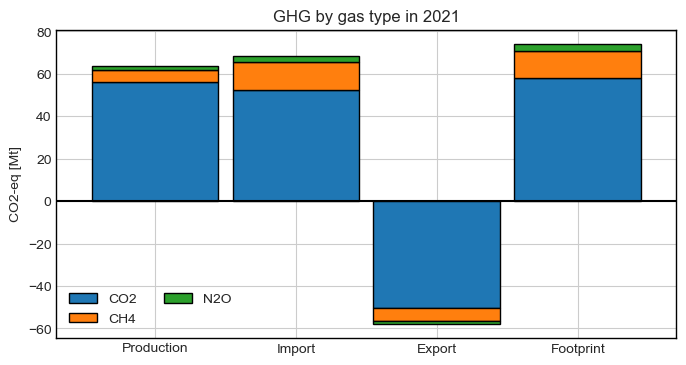 GHG by gas type in 2021
CO2-eq [Mt]
80
60
40
20
0
−20
−40
−60
CO2
CH4
N2O
Production
Import
Export
Footprint